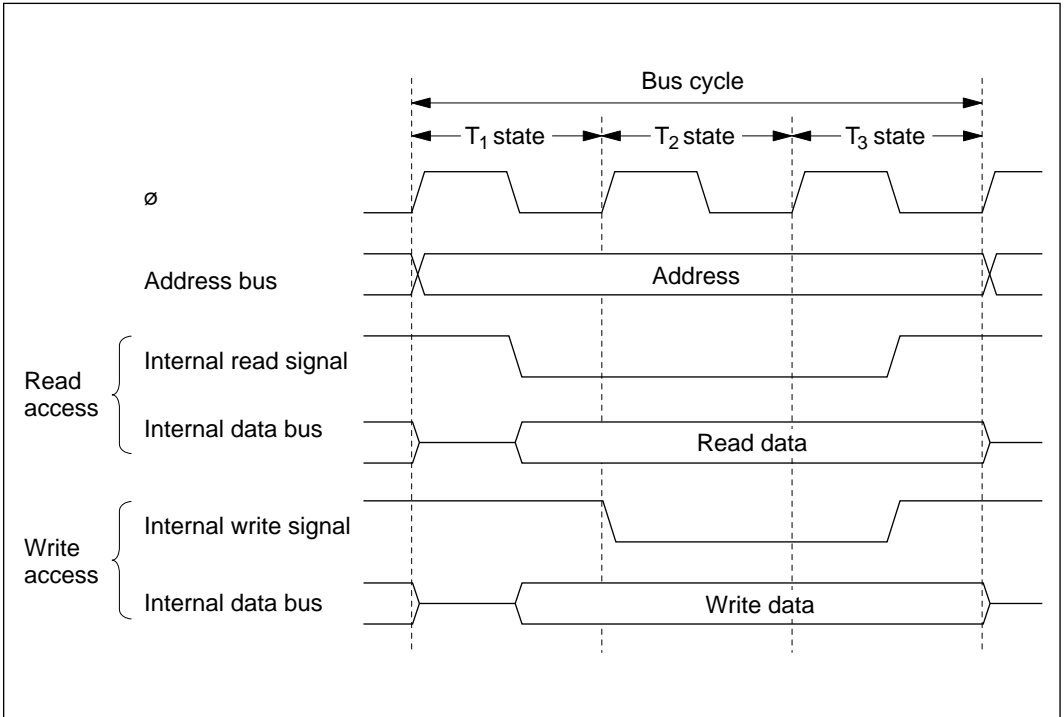 Bus cycle
T1 state T2 state T3 state
ø
Address bus Address
Internal read signal
Read
access
Internal data bus Read data
Internal write signal
Write
access
Internal data bus Write data